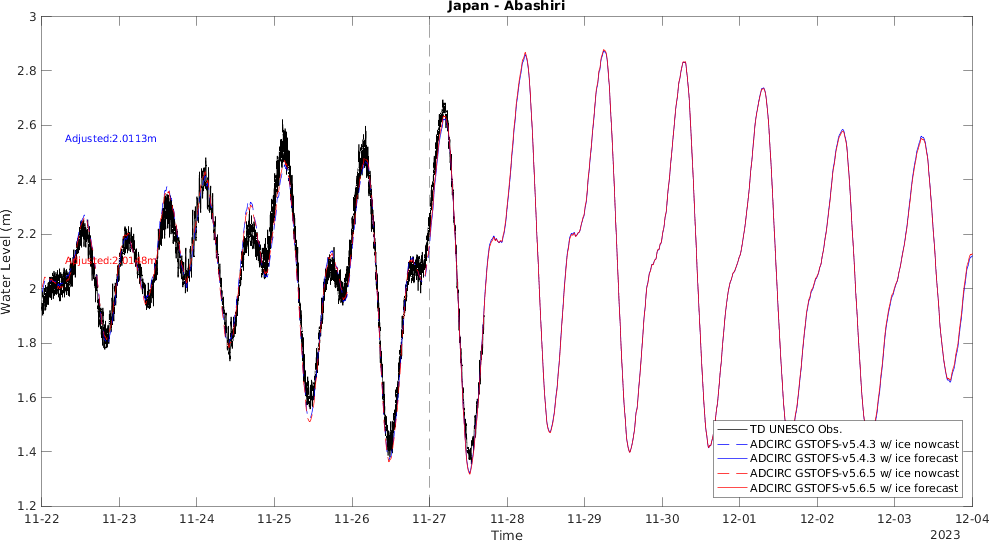 Japan - Abashiri
3
2.8
2.6
2.4
2.2
2
1.8
1.6
1.4
1.2
Water Level (m)
Adjusted:2.0113m
TD UNESCO Obs.
ADCIRC GSTOFS-v5.4.3 w/ ice nowcast
ADCIRC GSTOFS-v5.4.3 w/ ice forecast
ADCIRC GSTOFS-v5.6.5 w/ ice nowcast
ADCIRC GSTOFS-v5.6.5 w/ ice forecast
11-22 11-23 11-24 11-25 11-26 11-27 11-28 11-29 11-30 12-01 12-02 12-03 12-04
Time
2023